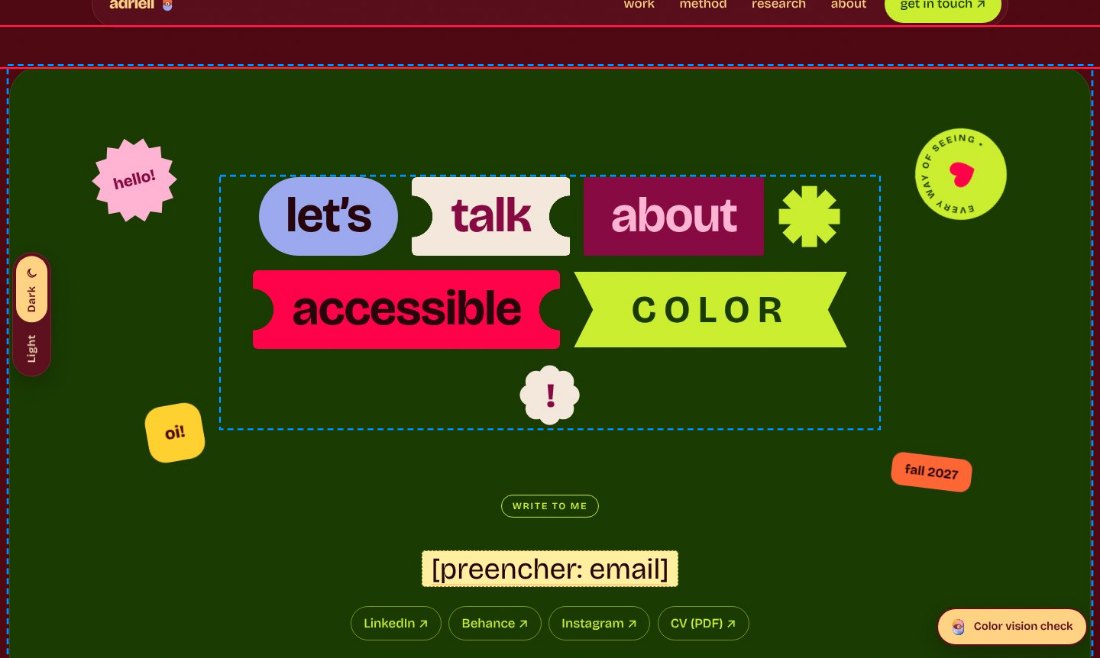 adriell
work method research about get in touch ↗
hello!
EVERY WAY OF SEEING •
let's talk about
accessible COLOR
!
Dark
Light
oi!
fall 2027
WRITE TO ME
[preencher: email]
LinkedIn ↗ Behance ↗ Instagram ↗ CV (PDF) ↗
Color vision check